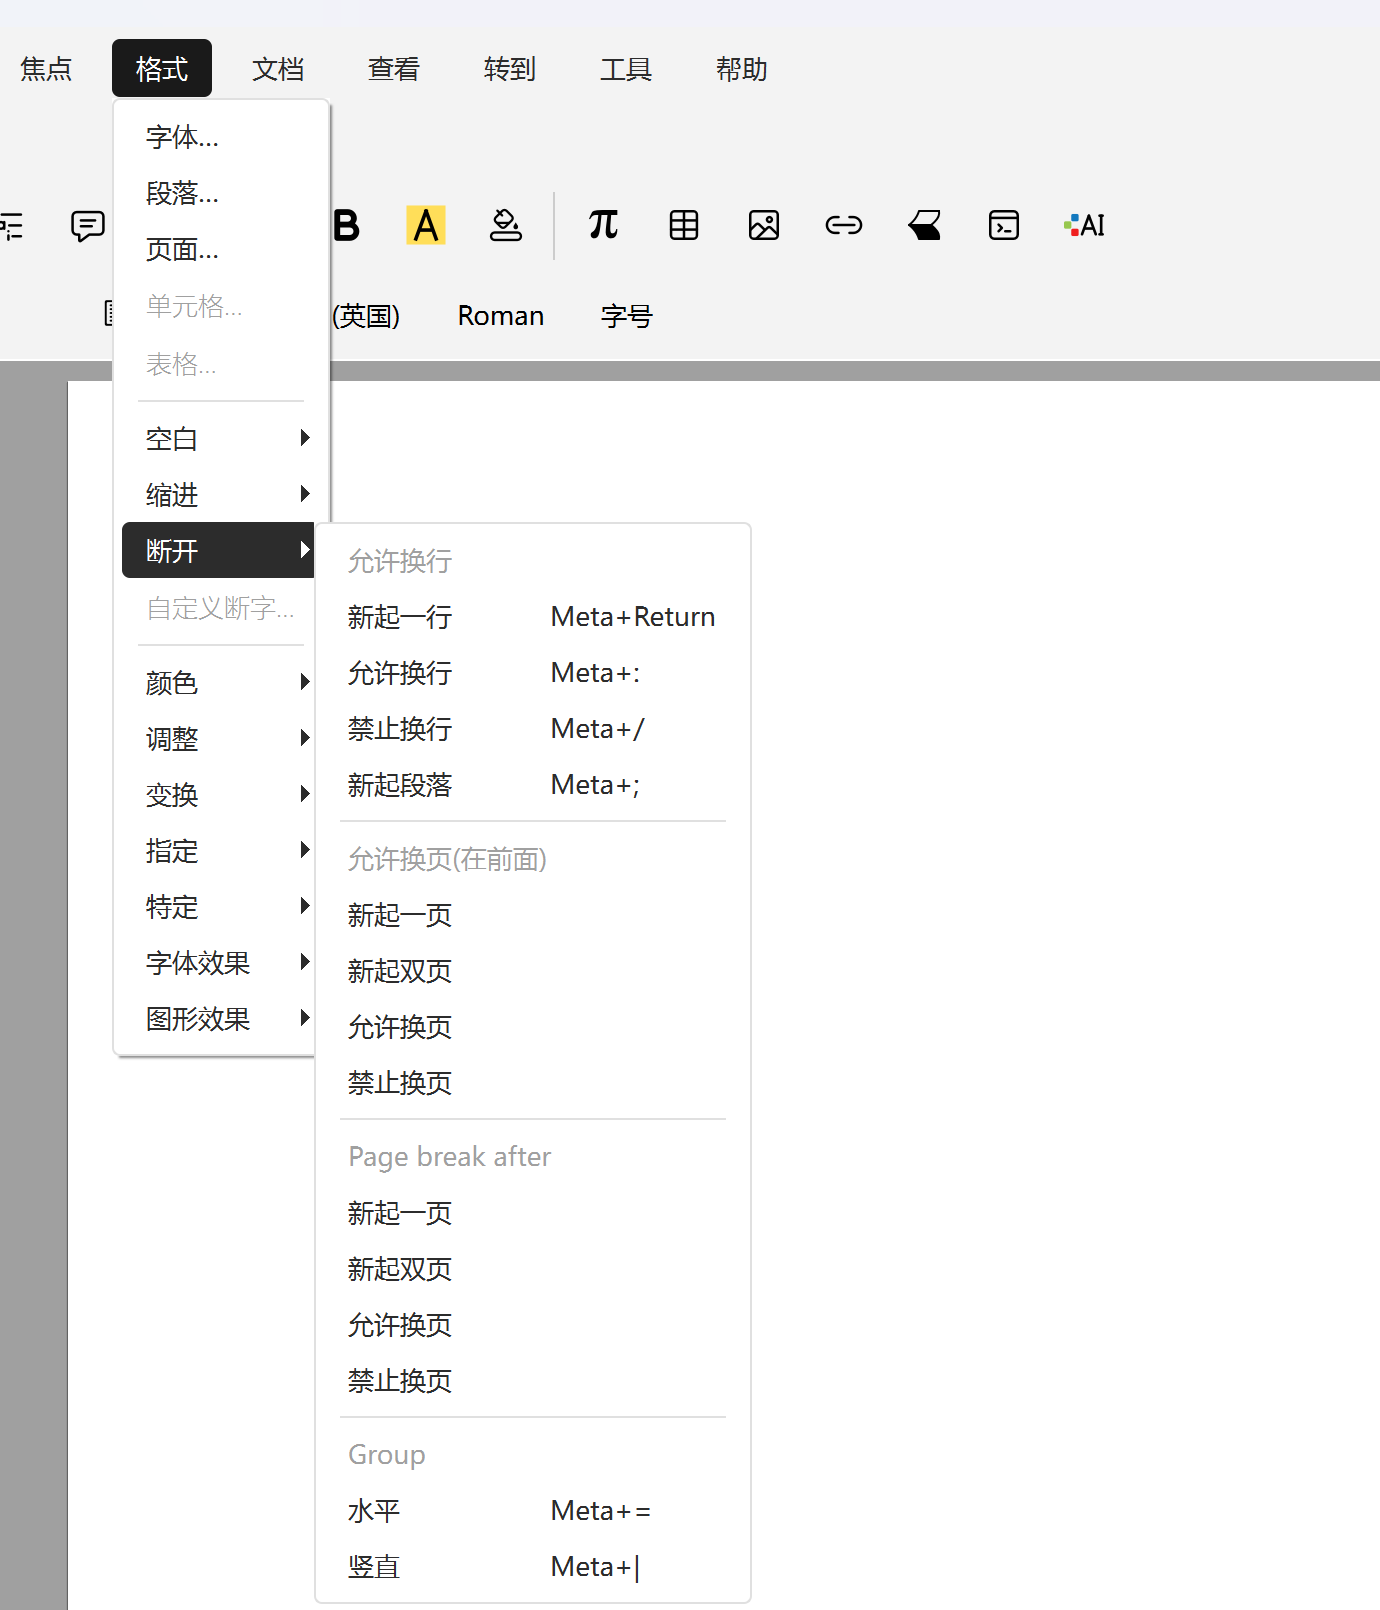 焦点 格式 文档 查看 转到 工具 帮助
字体...
段落...
页面...
单元格...
表格...
空白
缩进
断开
自定义断字...
颜色
调整
变换
指定
特定
字体效果
图形效果
B A π AI
(英国) Roman 字号
允许换行
新起一行 Meta+Return
允许换行 Meta+:
禁止换行 Meta+/
新起段落 Meta+;
允许换页(在前面)
新起一页
新起双页
允许换页
禁止换页
Page break after
新起一页
新起双页
允许换页
禁止换页
Group
水平 Meta+=
竖直 Meta+|